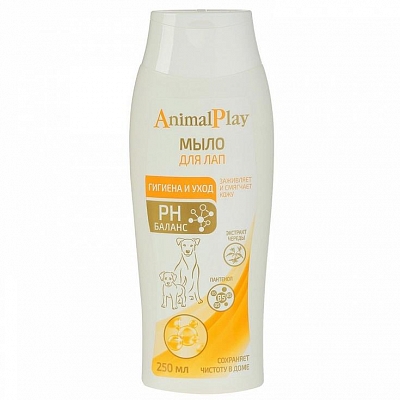 AnimalPlay
МЫЛО
ДЛЯ ЛАП
ГИГИЕНА И УХОД
ЗАЖИВЛЯЕТ
И СМЯГЧАЕТ
КОЖУ
PH
БАЛАНС
ЭКСТРАКТ
ЧЕРЕДЫ
ПАНТЕНОЛ
B5
250 МЛ
СОХРАНЯЕТ
ЧИСТОТУ В ДОМЕ